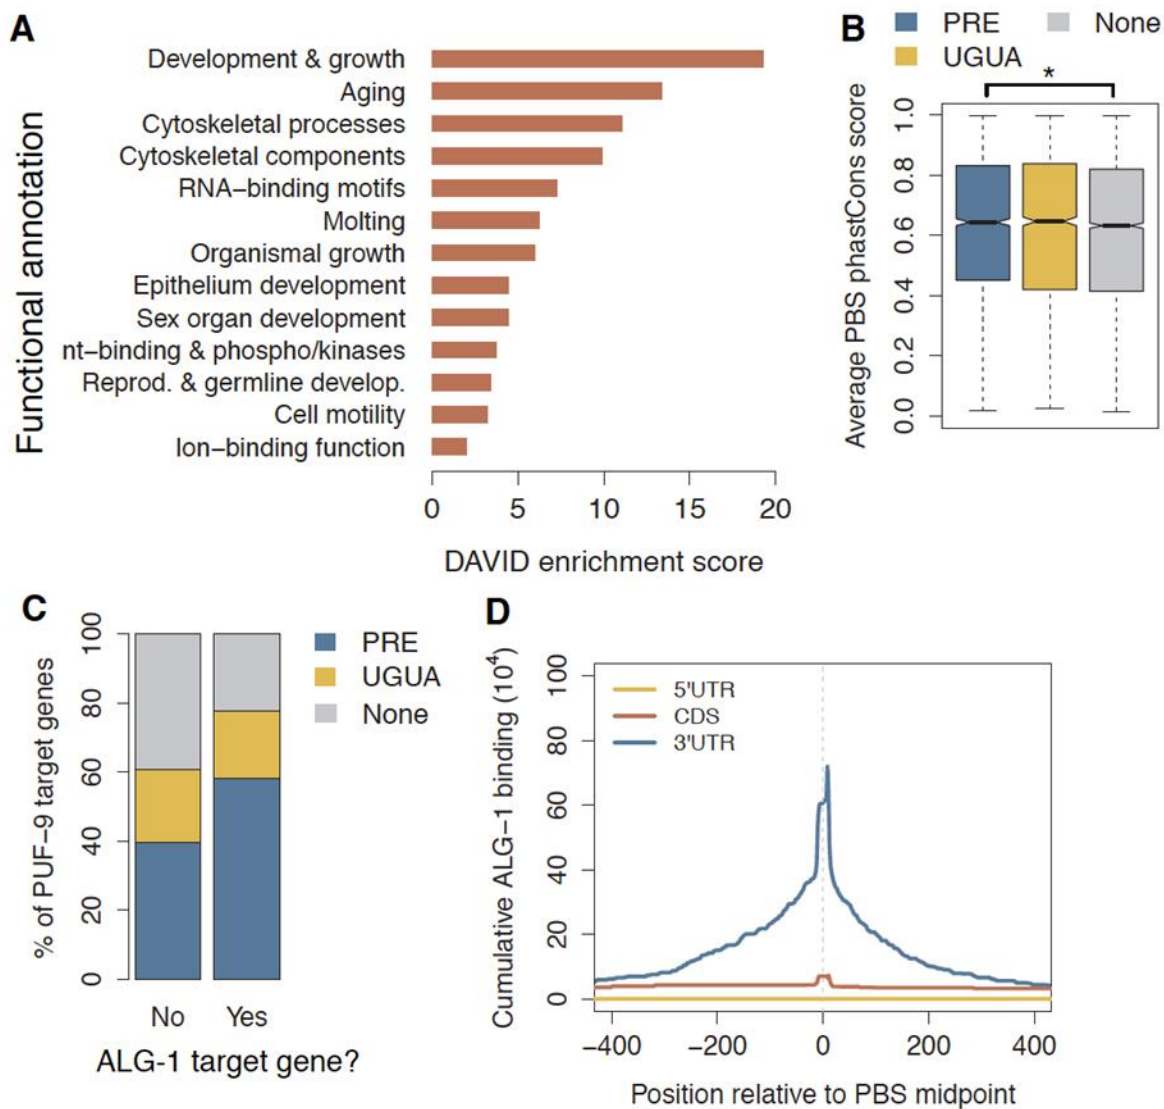 A
Functional annotation
Development & growth
Aging
Cytoskeletal processes
Cytoskeletal components
RNA−binding motifs
Molting
Organismal growth
Epithelium development
Sex organ development
nt−binding & phospho/kinases
Reprod. & germline develop.
Cell motility
Ion−binding function
0 5 10 15 20
DAVID enrichment score
B
PRE
None
UGUA
*
Average PBS phastCons score
1.0
0.8
0.6
0.4
0.2
0.0
C
% of PUF−9 target genes
100
80
60
40
20
0
PRE
UGUA
None
No Yes
ALG-1 target gene?
D
Cumulative ALG−1 binding (10⁴)
100
80
60
40
20
0
5'UTR
CDS
3'UTR
−400 −200 0 200 400
Position relative to PBS midpoint